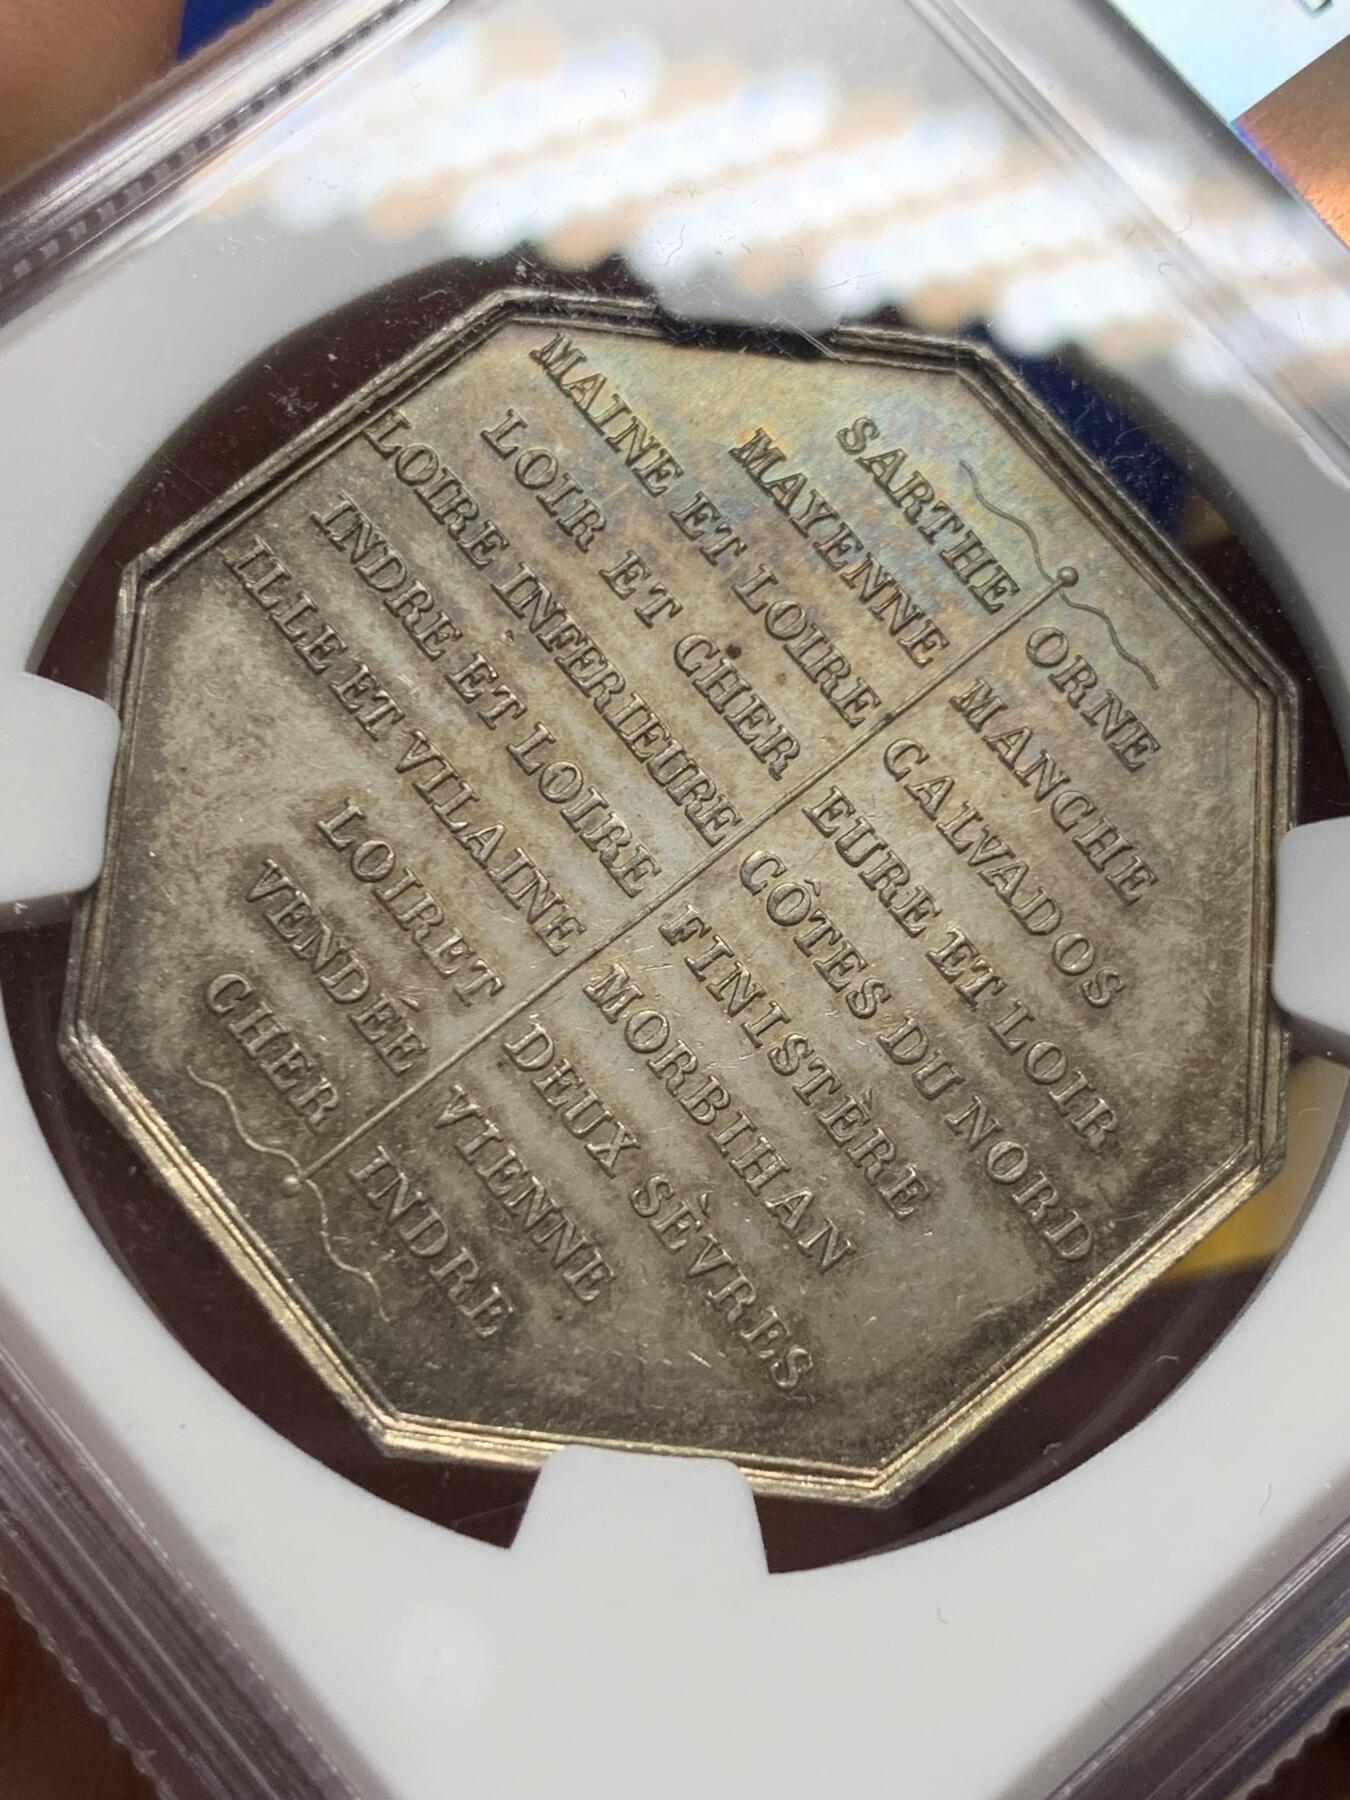 SARTHE
MAYENNE
MAINE ET LOIRE
LOIR ET CHER
LOIRE INFERIEURE
INDRE ET LOIRE
ILLE ET VILAINE
LOIRET
VENDÉE
CHER
ORNE
MANCHE
CALVADOS
EURE ET LOIR
CÔTES DU NORD
FINISTÈRE
MORBIHAN
DEUX SÈVRES
VIENNE
INDRE